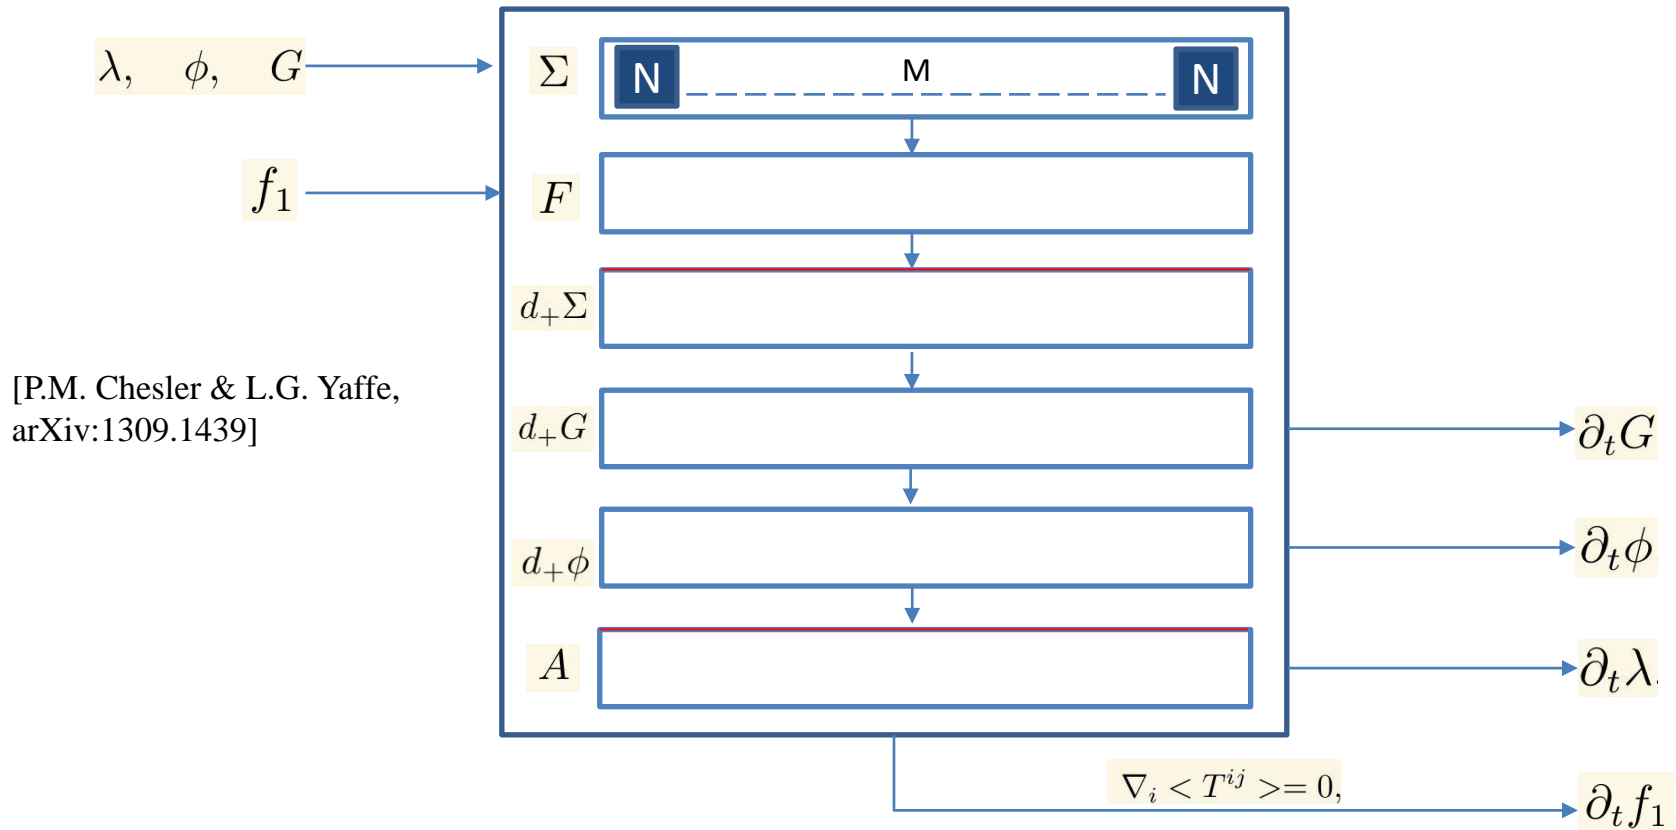 λ, ϕ, G
Σ
N
M
N
f₁
F
d₊Σ
[P.M. Chesler & L.G. Yaffe,
arXiv:1309.1439]
d₊G
∂ₜG
d₊ϕ
∂ₜϕ
A
∂ₜλ.
∇ᵢ < Tⁱʲ >= 0,
∂ₜf₁